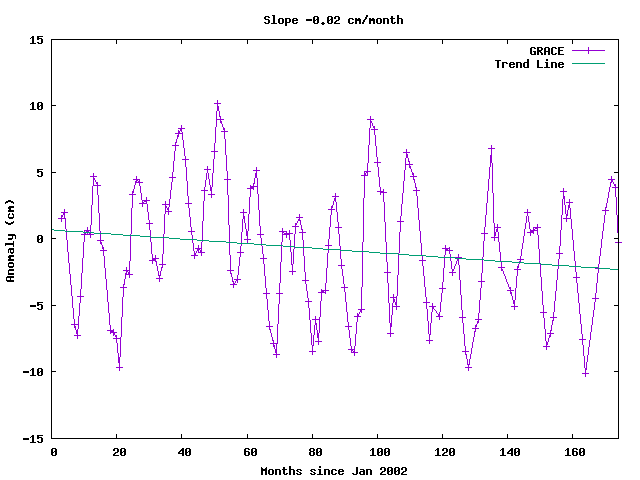 Slope -0.02 cm/month
GRACE
Trend Line
15
10
5
0
-5
-10
-15
Anomaly (cm)
0 20 40 60 80 100 120 140 160
Months since Jan 2002